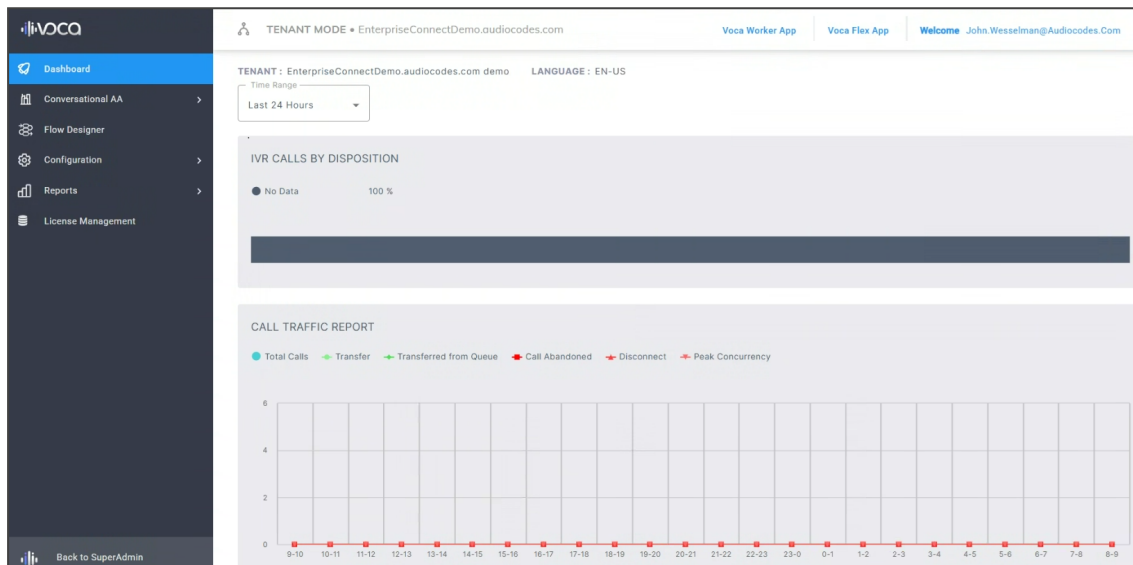 voca
TENANT MODE • EnterpriseConnectDemo.audiocodes.com
Voca Worker App
Voca Flex App
Welcome John.Wesselman@Audiocodes.Com
Dashboard
Conversational AA
Flow Designer
Configuration
Reports
License Management
Back to SuperAdmin
TENANT : EnterpriseConnectDemo.audiocodes.com demo LANGUAGE : EN-US
Time Range
Last 24 Hours
IVR CALLS BY DISPOSITION
No Data 100 %
CALL TRAFFIC REPORT
Total Calls Transfer Transferred from Queue Call Abandoned Disconnect Peak Concurrency
6
4
2
0
9-10 10-11 11-12 12-13 13-14 14-15 15-16 16-17 17-18 18-19 19-20 20-21 21-22 22-23 23-0 0-1 1-2 2-3 3-4 4-5 5-6 6-7 7-8 8-9